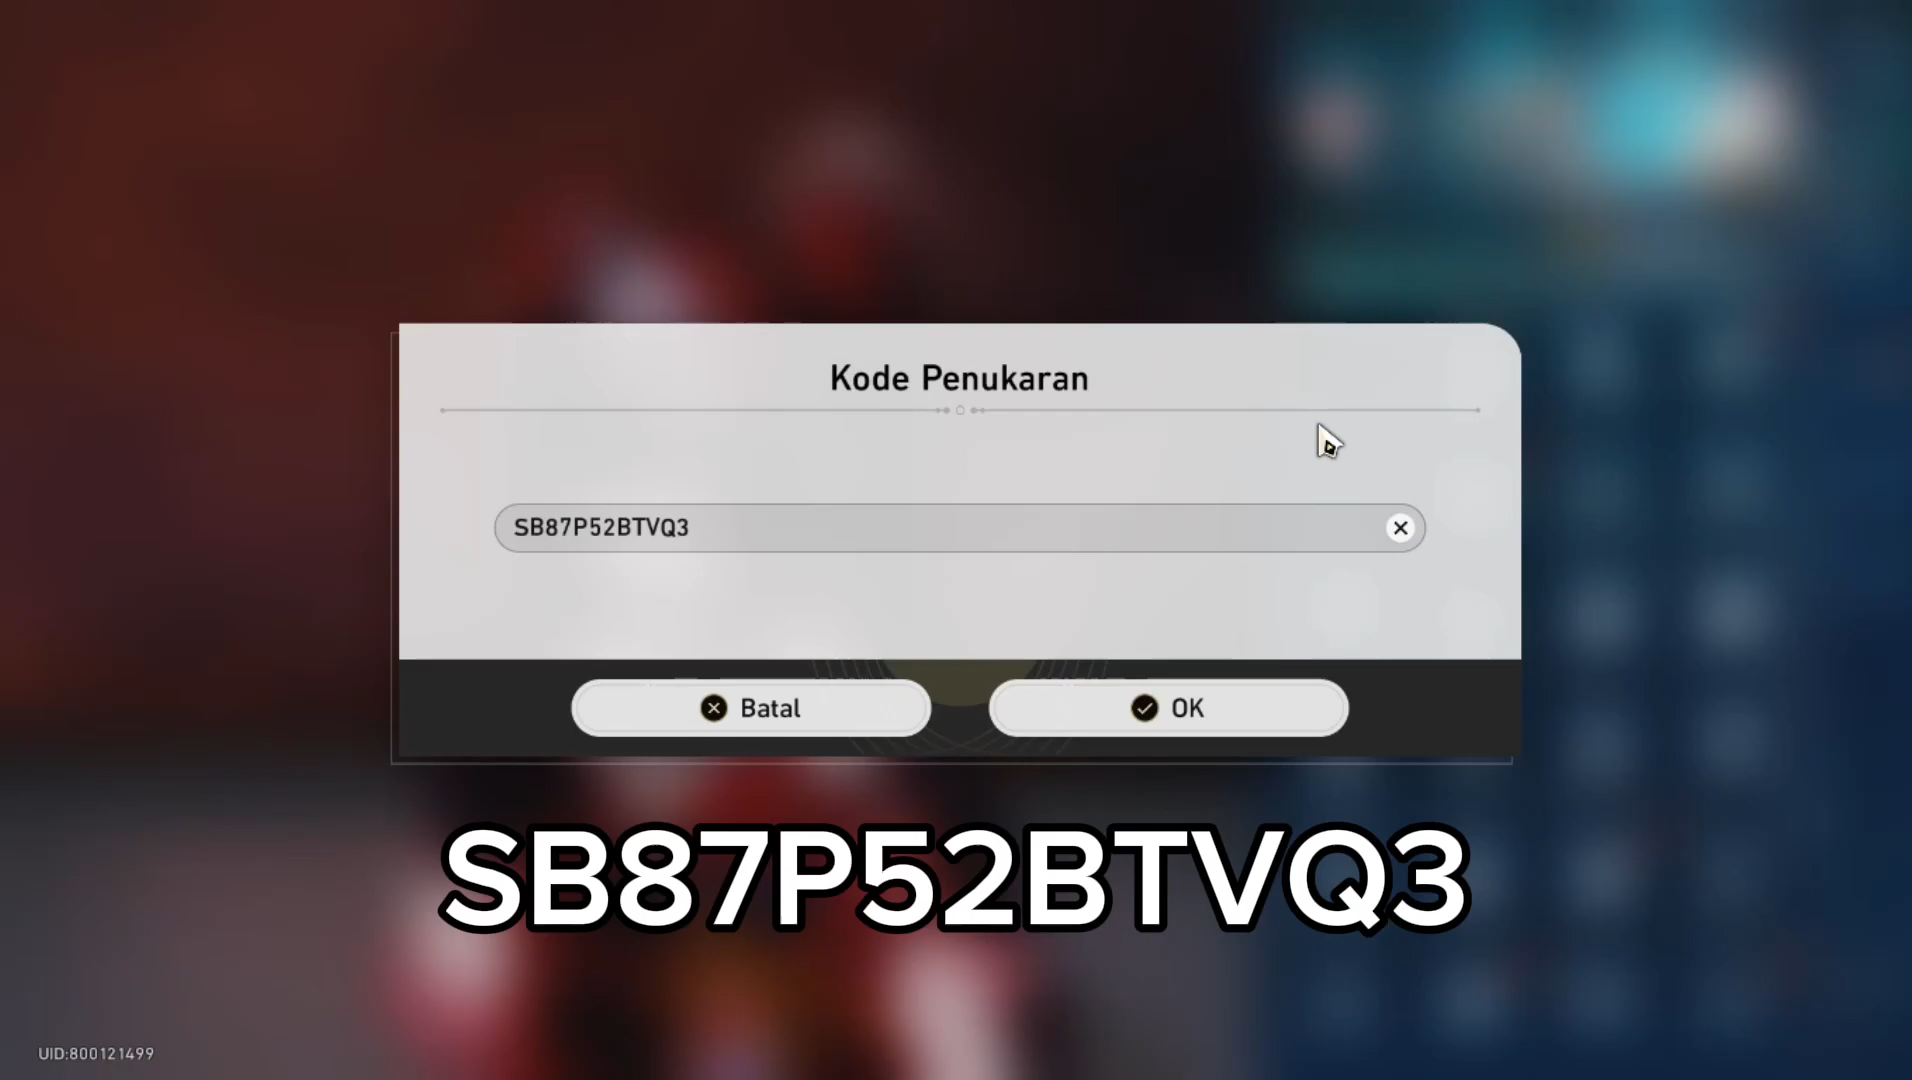 Kode Penukaran
SB87P52BTVQ3
Batal
OK
SB87P52BTVQ3
UID:800121499